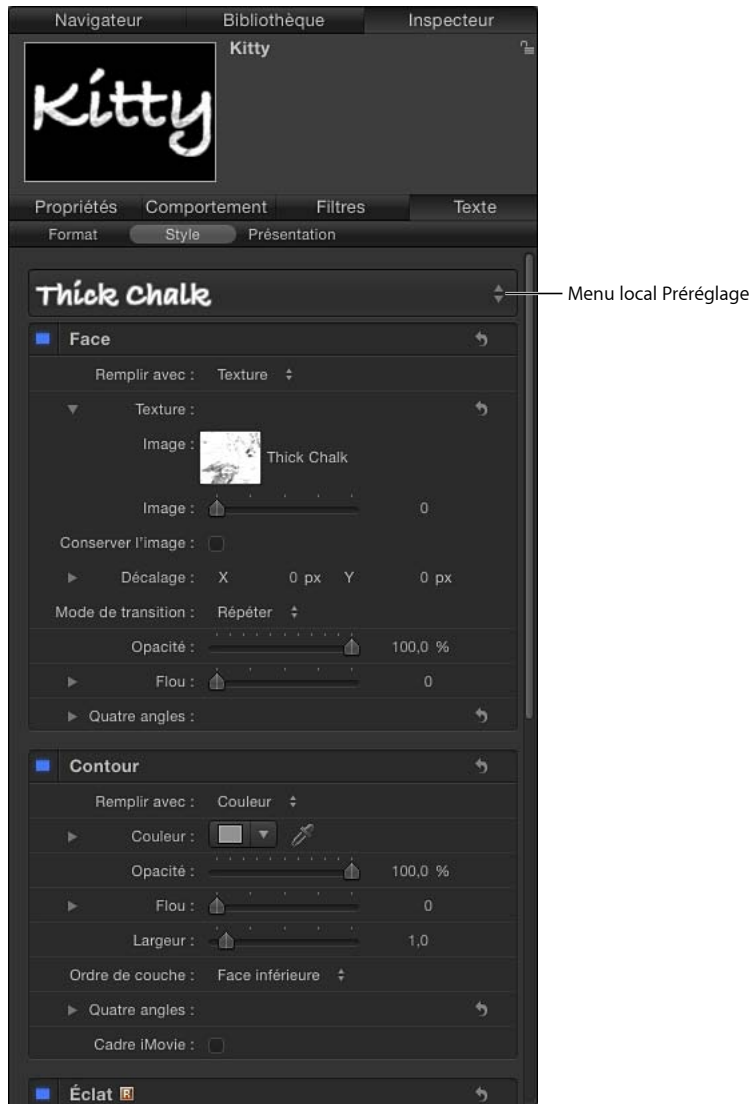 Navigateur Bibliothèque Inspecteur
Kitty
Kitty
Propriétés Comportement Filtres Texte
Format Style Présentation
Thick Chalk
Menu local Préréglage
Face
Remplir avec : Texture
Texture :
Image : Thick Chalk
Image : 0
Conserver l'image :
Décalage : X 0 px Y 0 px
Mode de transition : Répéter
Opacité : 100,0 %
Flou : 0
Quatre angles :
Contour
Remplir avec : Couleur
Couleur :
Opacité : 100,0 %
Flou : 0
Largeur : 1,0
Ordre de couche : Face inférieure
Quatre angles :
Cadre iMovie :
Éclat R